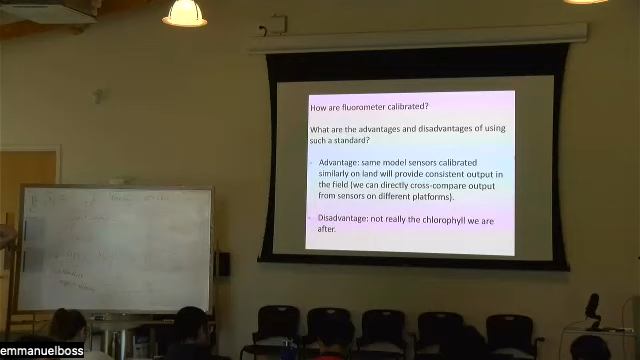 How are fluorometer calibrated?
What are the advantages and disadvantages of using
such a standard?
- Advantage: same model sensors calibrated
similarly on land will provide consistent output in
the field (we can directly cross-compare output
from sensors on different platforms).
- Disadvantage: not really the chlorophyll we are
after.
emmanuelboss